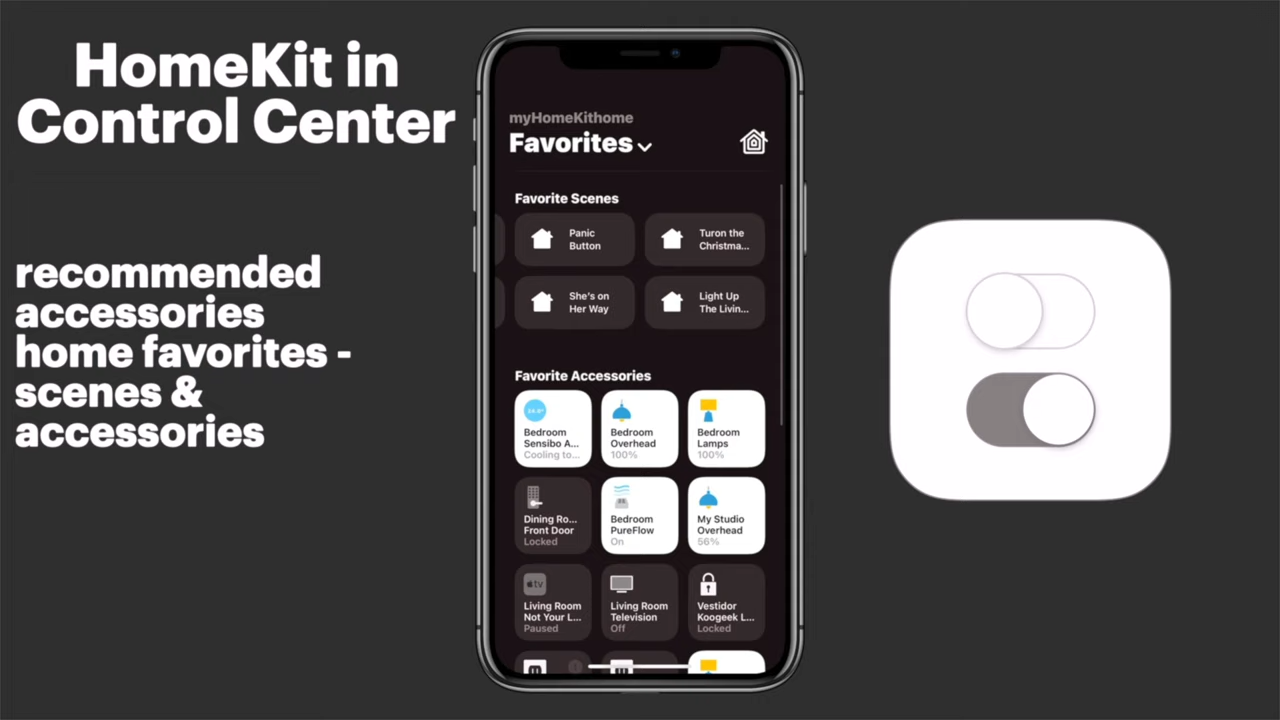 HomeKit in
Control Center
recommended
accessories
home favorites -
scenes &
accessories
myHomeKithome
Favorites
Favorite Scenes
Panic
Button
Turon the
Christma...
She's on
Her Way
Light Up
The Livin...
Favorite Accessories
Bedroom
Sensibo A...
Cooling to...
Bedroom
Overhead
100%
Bedroom
Lamps
100%
Dining Ro...
Front Door
Locked
Bedroom
PureFlow
On
My Studio
Overhead
56%
tv
Living Room
Not Your L...
Paused
Living Room
Television
Off
Vestidor
Koogeek L...
Locked